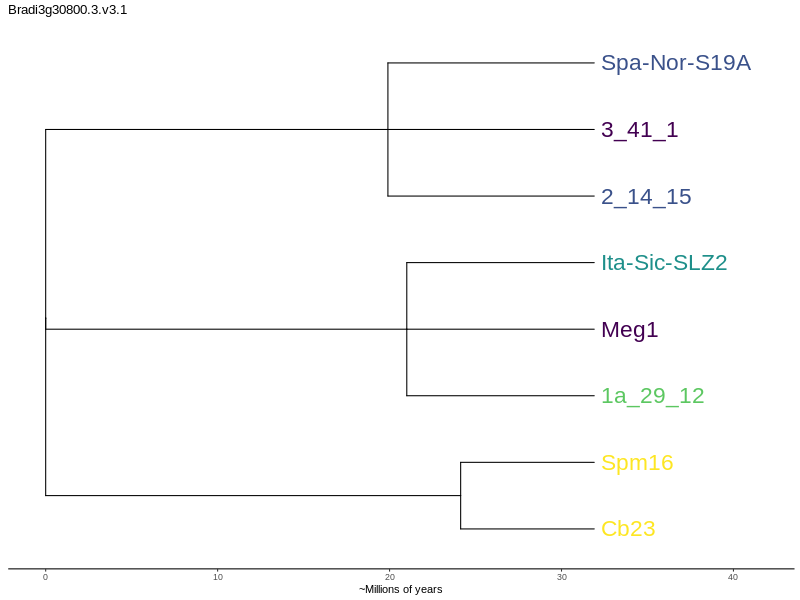 Bradi3g30800.3.v3.1
Spa-Nor-S19A
3_41_1
2_14_15
Ita-Sic-SLZ2
Meg1
1a_29_12
Spm16
Cb23
0 10 20 30 40
~Millions of years